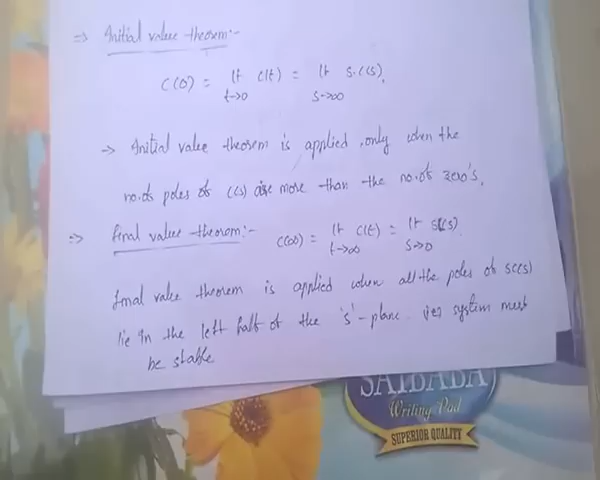 ⇒ Initial value theorem:-
C(0) = lt c(t) = lt s.c(s),
t→0 s→∞
→ Initial value theorem is applied, only when the
no.of poles of C(s) are more than the no.of zero's.
⇒ final value theorem:- C(∞) = lt c(t) = lt sc(s)
t→∞ s→0
final value theorem is applied when all the poles of sc(s)
lie in the left half of the 's'-plane. system must
be stable
SAIBABA
Writing Pad
SUPERIOR QUALITY